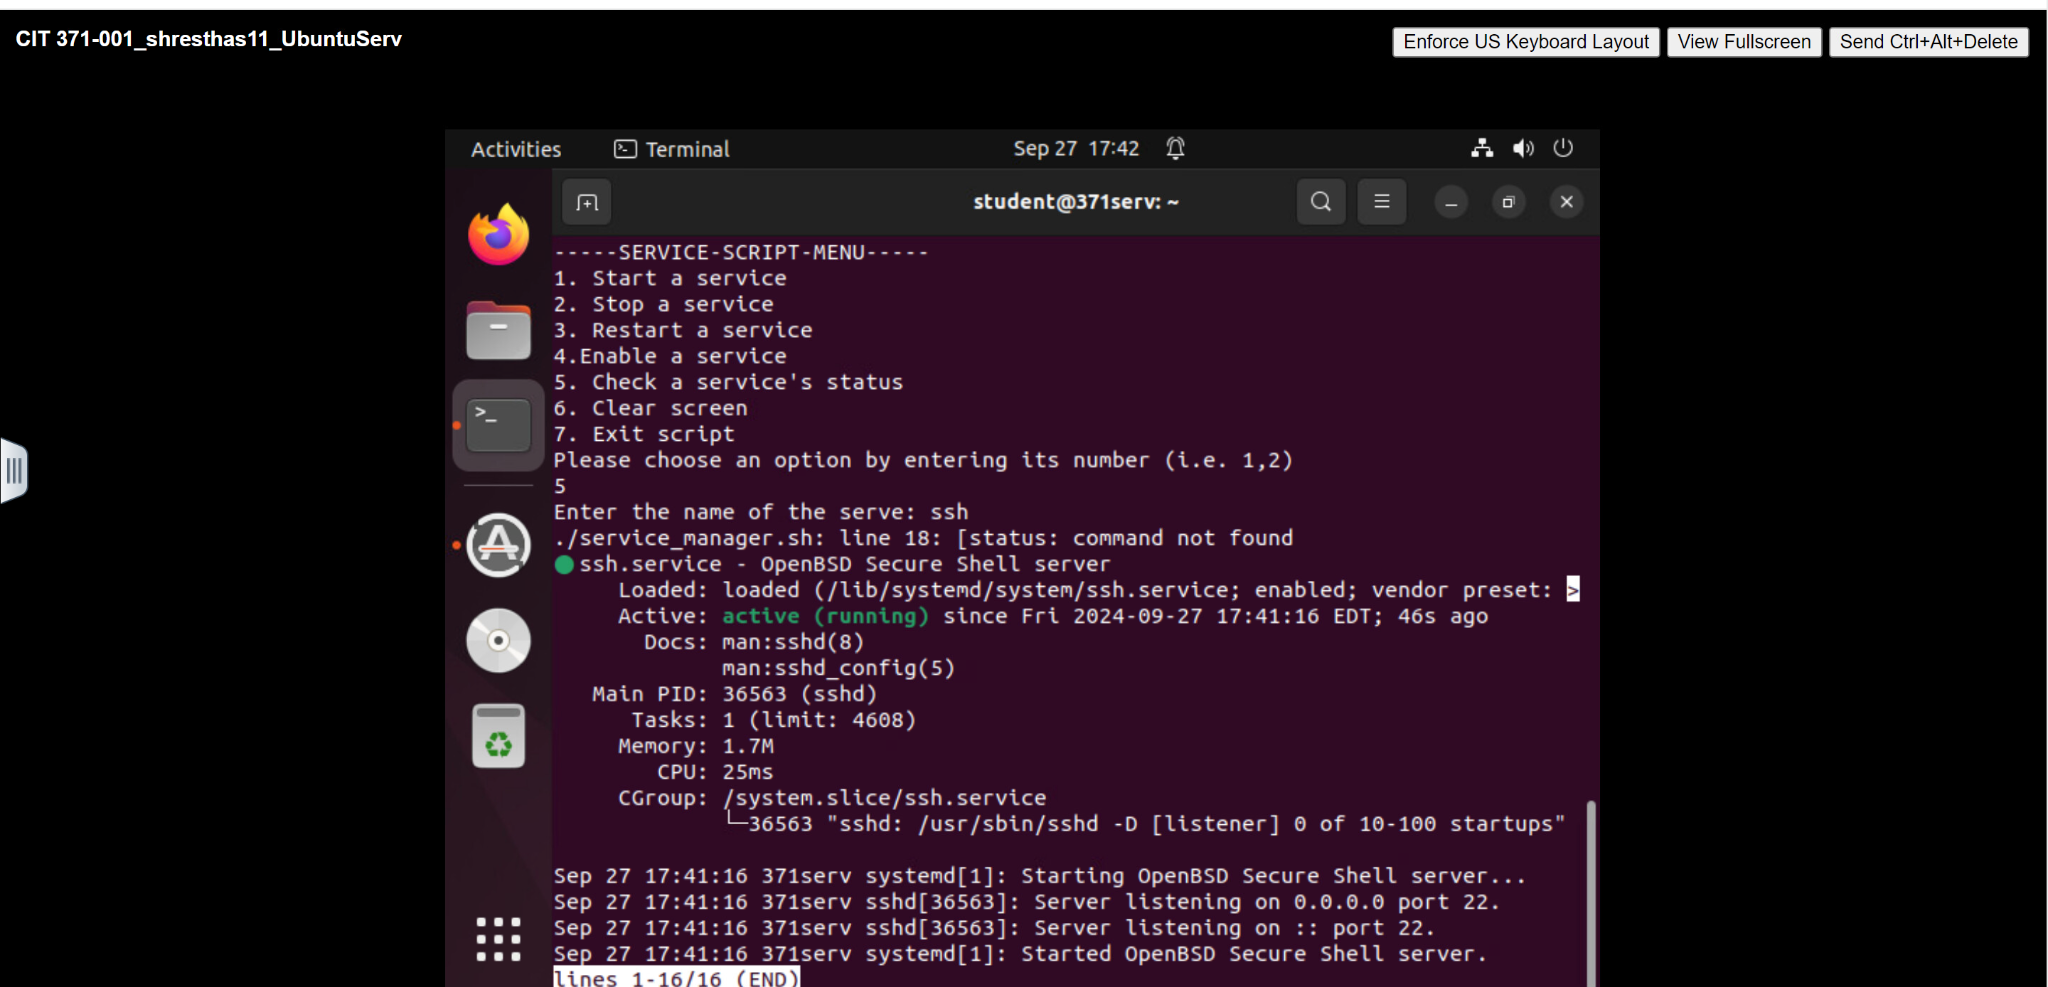 CIT 371-001_shresthas11_UbuntuServ
Enforce US Keyboard Layout
View Fullscreen
Send Ctrl+Alt+Delete
Activities
Terminal
Sep 27 17:42
student@371serv: ~
-----SERVICE-SCRIPT-MENU-----
1. Start a service
2. Stop a service
3. Restart a service
4.Enable a service
5. Check a service's status
6. Clear screen
7. Exit script
Please choose an option by entering its number (i.e. 1,2)
5
Enter the name of the serve: ssh
./service_manager.sh: line 18: [status: command not found
ssh.service - OpenBSD Secure Shell server
Loaded: loaded (/lib/systemd/system/ssh.service; enabled; vendor preset: >
Active: active (running) since Fri 2024-09-27 17:41:16 EDT; 46s ago
Docs: man:sshd(8)
man:sshd_config(5)
Main PID: 36563 (sshd)
Tasks: 1 (limit: 4608)
Memory: 1.7M
CPU: 25ms
CGroup: /system.slice/ssh.service
└─36563 "sshd: /usr/sbin/sshd -D [listener] 0 of 10-100 startups"
Sep 27 17:41:16 371serv systemd[1]: Starting OpenBSD Secure Shell server...
Sep 27 17:41:16 371serv sshd[36563]: Server listening on 0.0.0.0 port 22.
Sep 27 17:41:16 371serv sshd[36563]: Server listening on :: port 22.
Sep 27 17:41:16 371serv systemd[1]: Started OpenBSD Secure Shell server.
lines 1-16/16 (END)